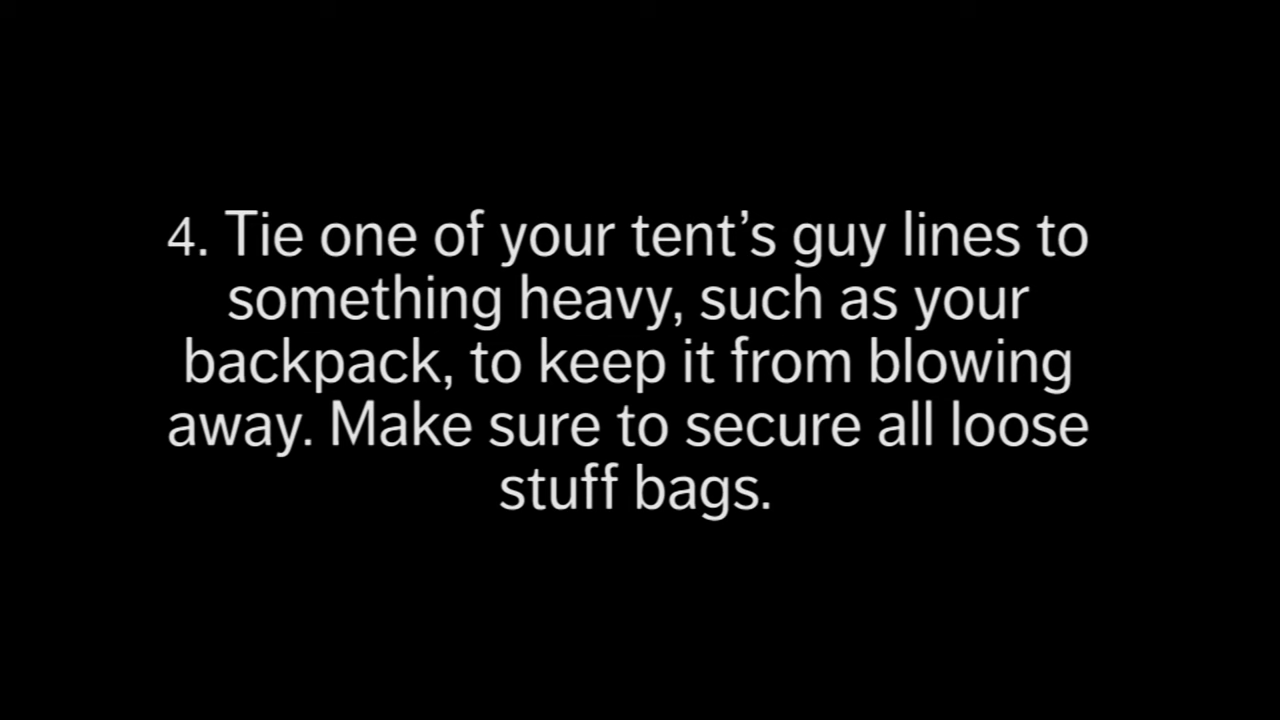 4. Tie one of your tent’s guy lines to
something heavy, such as your
backpack, to keep it from blowing
away. Make sure to secure all loose
stuff bags.